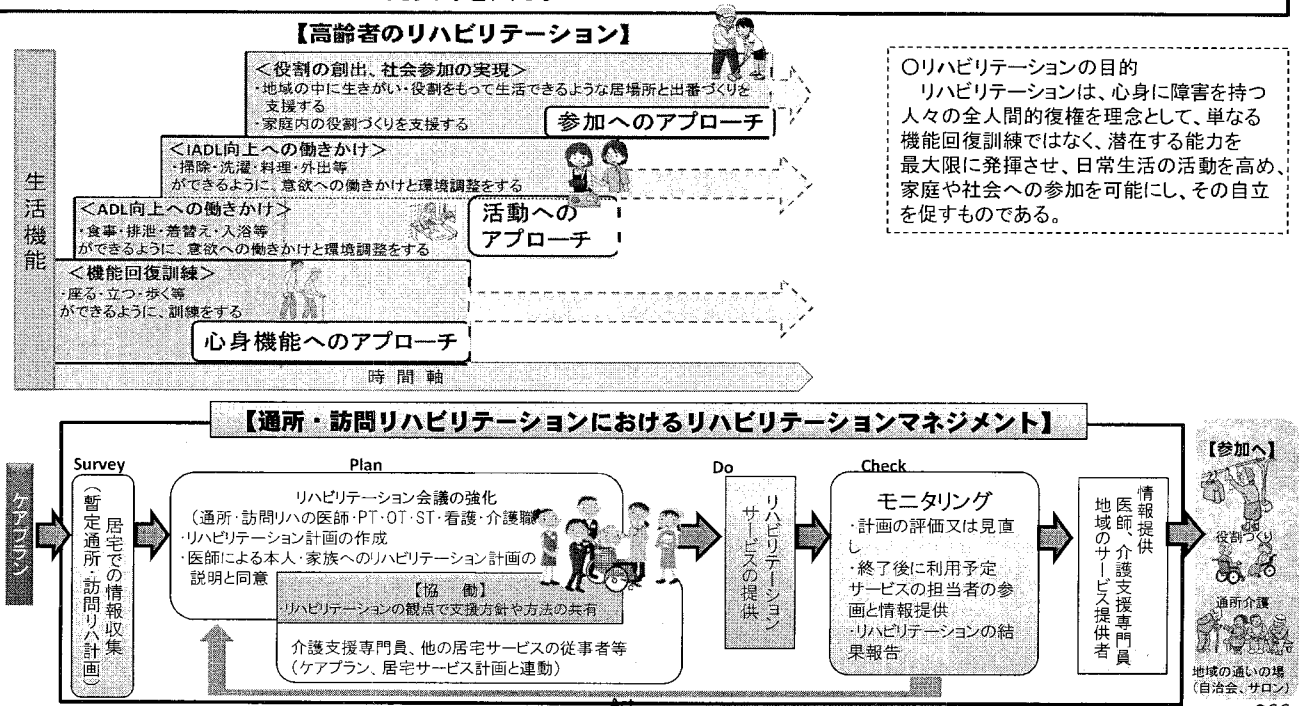 【高齢者のリハビリテーション】
＜役割の創出、社会参加の実現＞
・地域の中に生きがい・役割をもって生活できるような居場所と出番づくりを
支援する
・家庭内の役割づくりを支援する
参加へのアプローチ
＜IADL向上への働きかけ＞
・掃除・洗濯・料理・外出等
ができるように、意欲への働きかけと環境調整をする
＜ADL向上への働きかけ＞
・食事・排泄・着替え・入浴等
ができるように、意欲への働きかけと環境調整をする
活動への
アプローチ
＜機能回復訓練＞
・座る・立つ・歩く等
ができるように、訓練をする
心身機能へのアプローチ
生活機能
時間軸
〇リハビリテーションの目的
リハビリテーションは、心身に障害を持つ
人々の全人間的復権を理念として、単なる
機能回復訓練ではなく、潜在する能力を
最大限に発揮させ、日常生活の活動を高め、
家庭や社会への参加を可能にし、その自立
を促すものである。
【通所・訪問リハビリテーションにおけるリハビリテーションマネジメント】
ケアプラン
Survey
居宅での情報収集
（暫定通所・訪問リハ計画）
Plan
リハビリテーション会議の強化
（通所・訪問リハの医師・PT・OT・ST・看護・介護職
・リハビリテーション計画の作成
・医師による本人・家族へのリハビリテーション計画の
説明と同意
【協　働】
・リハビリテーションの観点で支援方針や方法の共有
介護支援専門員、他の居宅サービスの従事者等
（ケアプラン、居宅サービス計画と連動）
Do
リハビリテーション
サービスの提供
Check
モニタリング
・計画の評価又は見直
し
・終了後に利用予定
サービスの担当者の参
画と情報提供
・リハビリテーションの結
果報告
情報提供
医師、介護支援専門員
地域のサービス提供者
【参加へ】
役割づくり
通所介護
地域の通いの場
（自治会、サロン）